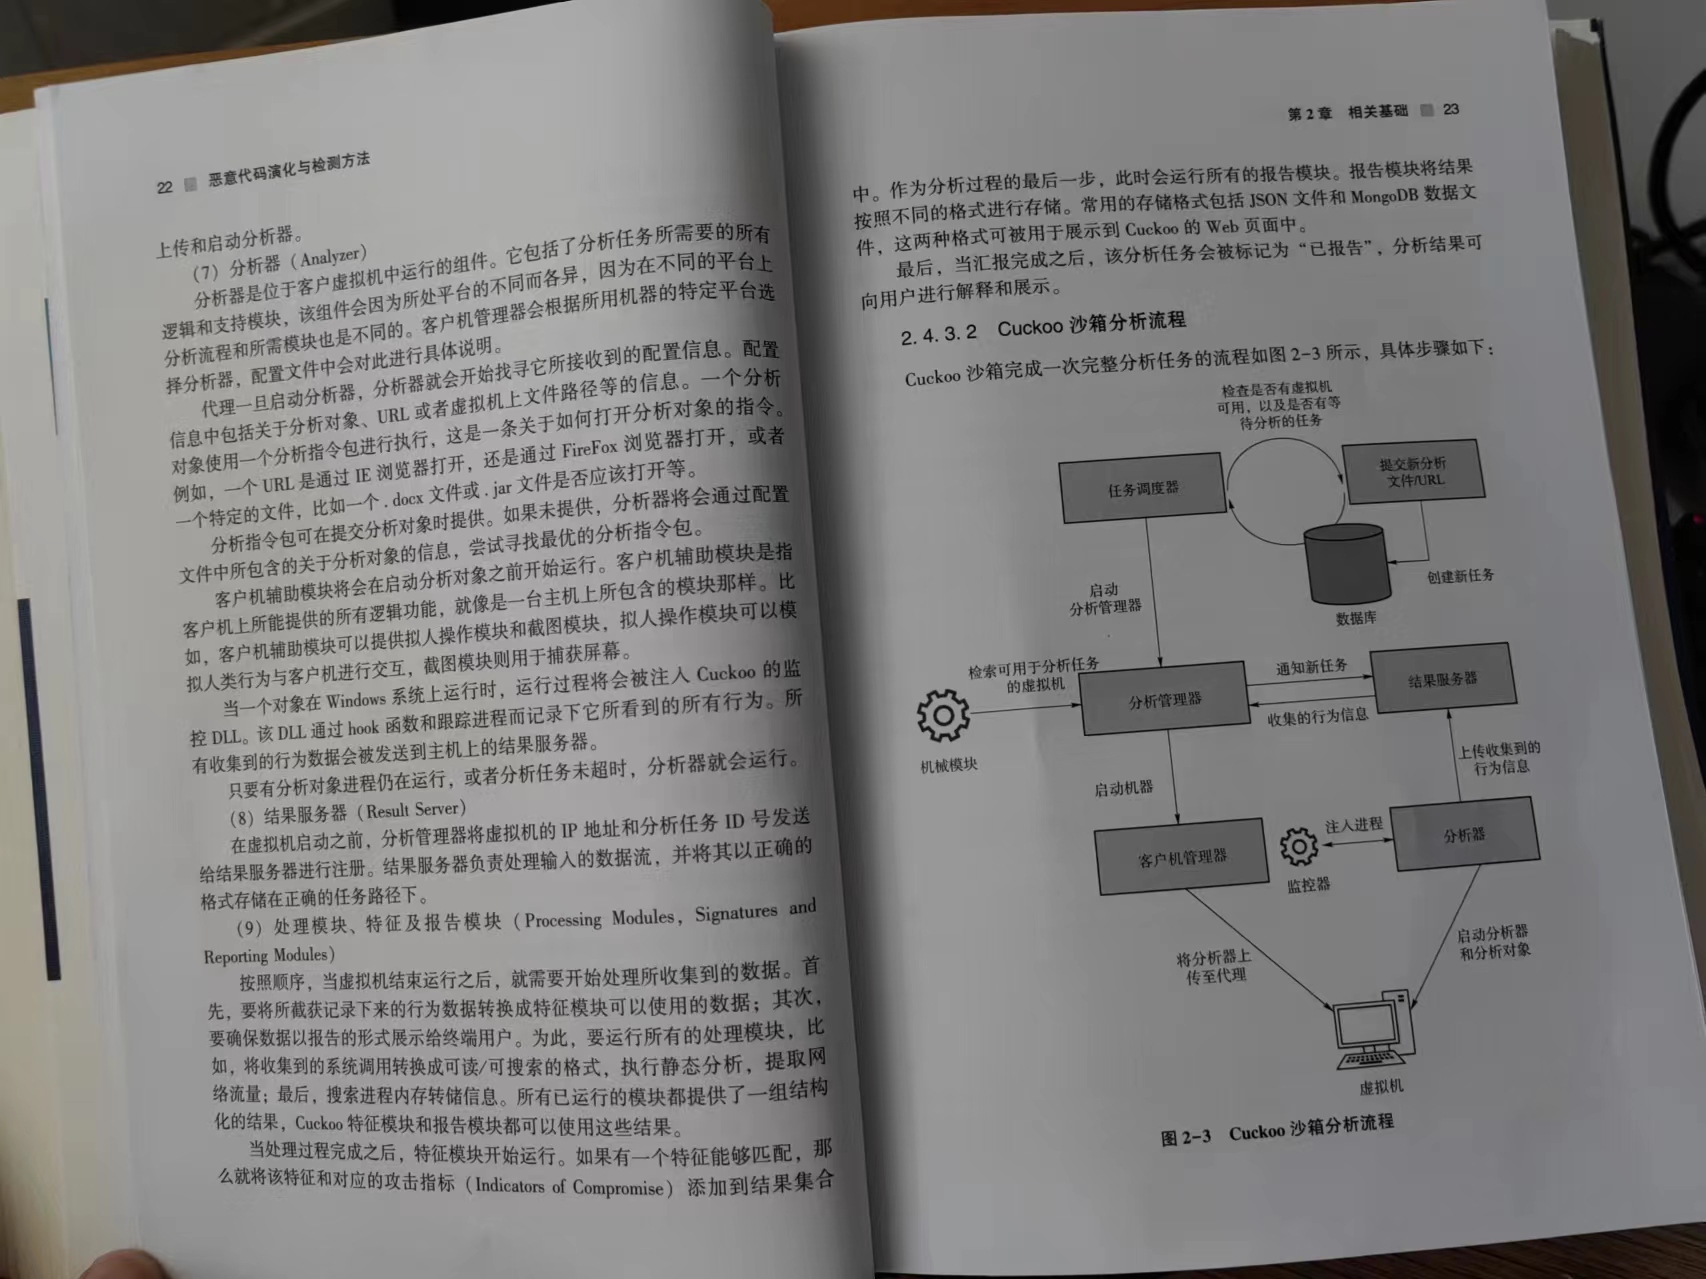 22 恶意代码演化与检测方法
上传和启动分析器。
（7）分析器（Analyzer）
分析器是位于客户虚拟机中运行的组件。它包括了分析任务所需要的所有
逻辑和支持模块，该组件会因为所处平台的不同而各异，因为在不同的平台上
分析流程和所需模块也是不同的。客户机管理器会根据所用机器的特定平台选
择分析器，配置文件中会对此进行具体说明。
代理一旦启动分析器，分析器就会开始找寻它所接收到的配置信息。配置
信息中包括关于分析对象、URL 或者虚拟机上文件路径等的信息。一个分析
对象使用一个分析指令包进行执行，这是一条关于如何打开分析对象的指令。
例如，一个 URL 是通过 IE 浏览器打开，还是通过 FireFox 浏览器打开，或者
一个特定的文件，比如一个 .docx 文件或 .jar 文件是否应该打开等。
分析指令包可在提交分析对象时提供。如果未提供，分析器将会通过配置
文件中所包含的关于分析对象的信息，尝试寻找最优的分析指令包。
客户机辅助模块将会在启动分析对象之前开始运行。客户机辅助模块是指
客户机上所能提供的所有逻辑功能，就像是一台主机上所包含的模块那样。比
如，客户机辅助模块可以提供拟人操作模块和截图模块，拟人操作模块可以模
拟人类行为与客户机进行交互，截图模块则用于捕获屏幕。
当一个对象在 Windows 系统上运行时，运行过程将会被注入 Cuckoo 的监
控 DLL。该 DLL 通过 hook 函数和跟踪进程而记录下它所看到的所有行为。所
有收集到的行为数据会被发送到主机上的结果服务器。
只要有分析对象进程仍在运行，或者分析任务未超时，分析器就会运行。
（8）结果服务器（Result Server）
在虚拟机启动之前，分析管理器将虚拟机的 IP 地址和分析任务 ID 号发送
给结果服务器进行注册。结果服务器负责处理输入的数据流，并将其以正确的
格式存储在正确的任务路径下。
（9）处理模块、特征及报告模块（Processing Modules, Signatures and
Reporting Modules）
按照顺序，当虚拟机结束运行之后，就需要开始处理所收集到的数据。首
先，要将所截获记录下来的行为数据转换成特征模块可以使用的数据；其次，
要确保数据以报告的形式展示给终端用户。为此，要运行所有的处理模块，比
如，将收集到的系统调用转换成可读/可搜索的格式，执行静态分析，提取网
络流量；最后，搜索进程内存转储信息。所有已运行的模块都提供了一组结构
化的结果，Cuckoo 特征模块和报告模块都可以使用这些结果。
当处理过程完成之后，特征模块开始运行。如果有一个特征能够匹配，那
么就将该特征和对应的攻击指标（Indicators of Compromise）添加到结果集合
第 2 章 相关基础 23
中。作为分析过程的最后一步，此时会运行所有的报告模块。报告模块将结果
按照不同的格式进行存储。常用的存储格式包括 JSON 文件和 MongoDB 数据文
件，这两种格式可被用于展示到 Cuckoo 的 Web 页面中。
最后，当汇报完成之后，该分析任务会被标记为“已报告”，分析结果可
向用户进行解释和展示。
2.4.3.2 Cuckoo 沙箱分析流程
Cuckoo 沙箱完成一次完整分析任务的流程如图 2-3 所示，具体步骤如下：
检查是否有虚拟机
可用，以及是否有等
待分析的任务
任务调度器
提交新分析
文件/URL
创建新任务
数据库
启动
分析管理器
检索可用于分析任务
的虚拟机
机械模块
分析管理器
通知新任务
收集的行为信息
结果服务器
上传收集到的
行为信息
启动机器
客户机管理器
注入进程
监控器
分析器
将分析器上
传至代理
启动分析器
和分析对象
虚拟机
图 2-3 Cuckoo 沙箱分析流程